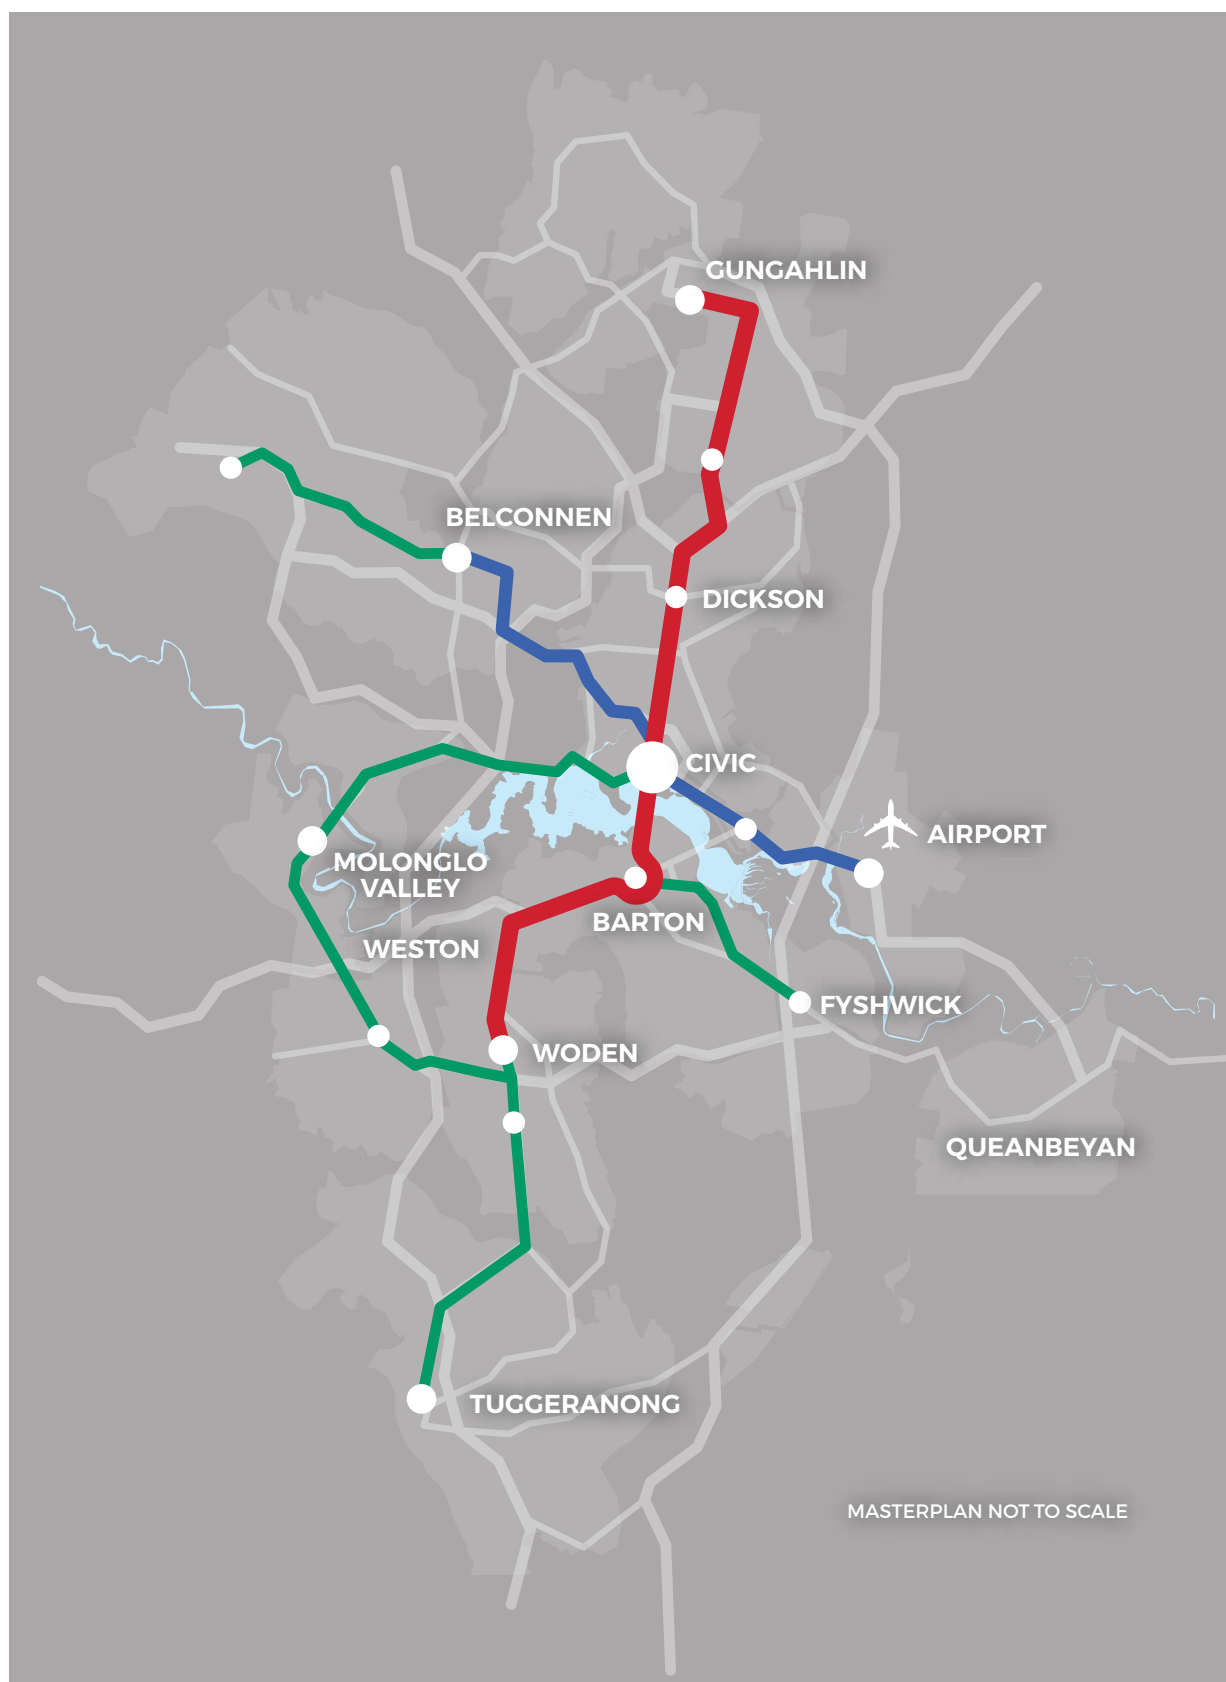 GUNGAHLIN
BELCONNEN
DICKSON
CIVIC
AIRPORT
MOLONGLO
VALLEY
BARTON
WESTON
FYSHWICK
WODEN
QUEANBEYAN
TUGGERANONG
MASTERPLAN NOT TO SCALE